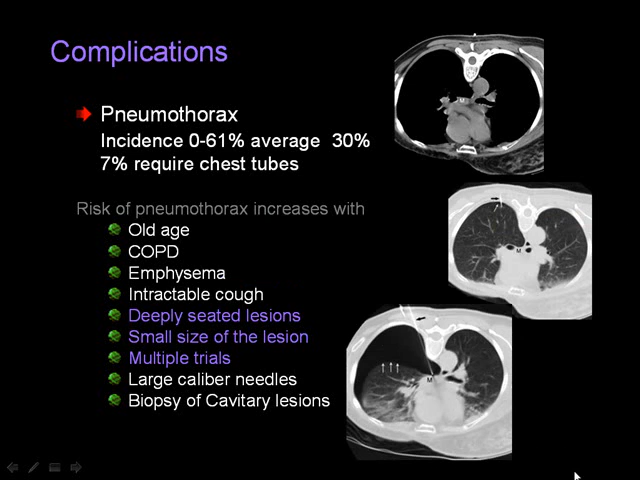 Complications
Pneumothorax
Incidence 0-61% average 30%
7% require chest tubes
Risk of pneumothorax increases with
Old age
COPD
Emphysema
Intractable cough
Deeply seated lesions
Small size of the lesion
Multiple trials
Large caliber needles
Biopsy of Cavitary lesions
M
M
M